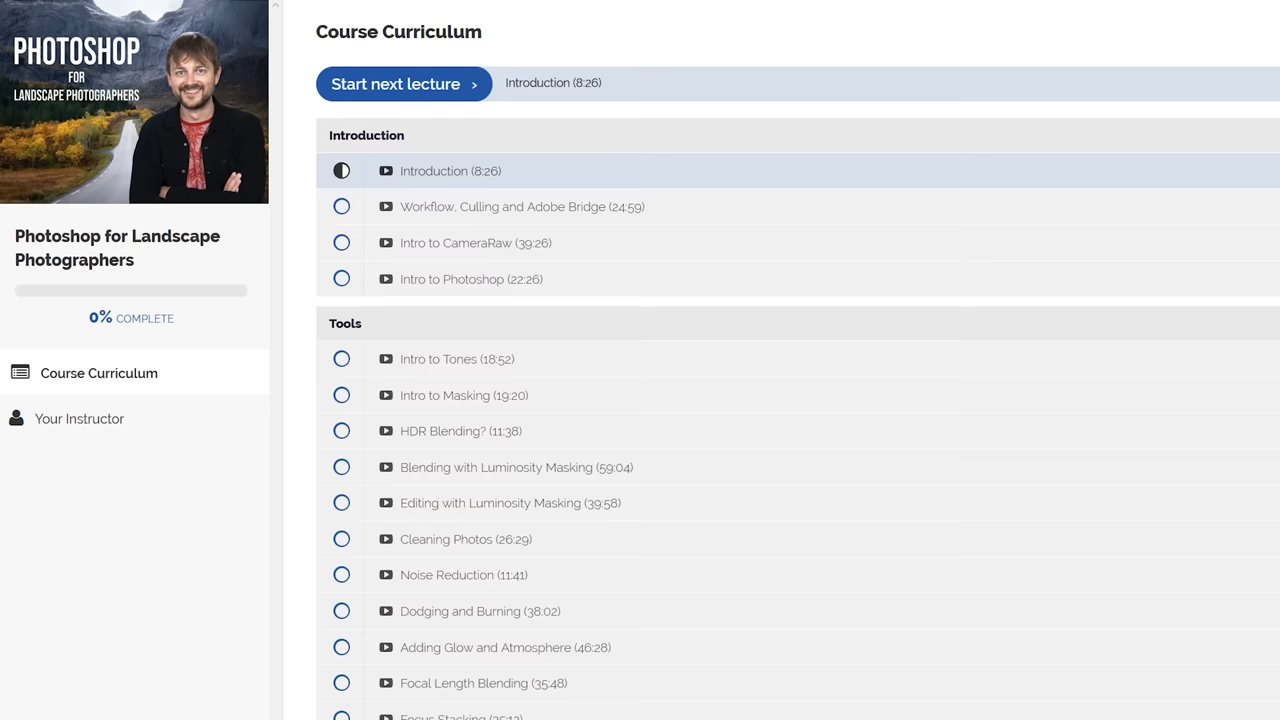 PHOTOSHOP
FOR
LANDSCAPE PHOTOGRAPHERS
Photoshop for Landscape
Photographers
0% COMPLETE
Course Curriculum
Your Instructor
Course Curriculum
Start next lecture ›
Introduction (8:26)
Introduction
Introduction (8:26)
Workflow, Culling and Adobe Bridge (24:59)
Intro to CameraRaw (39:26)
Intro to Photoshop (22:26)
Tools
Intro to Tones (18:52)
Intro to Masking (19:20)
HDR Blending? (11:38)
Blending with Luminosity Masking (59:04)
Editing with Luminosity Masking (39:58)
Cleaning Photos (26:29)
Noise Reduction (11:41)
Dodging and Burning (38:02)
Adding Glow and Atmosphere (46:28)
Focal Length Blending (35:48)
Focus Stacking